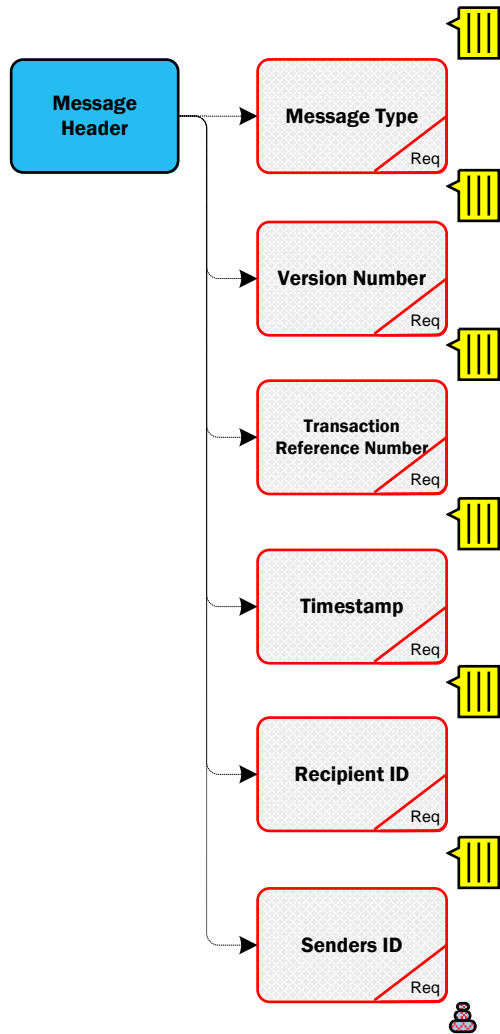 Message
Header
Message Type
Req
Version Number
Req
Transaction
Reference Number
Req
Timestamp
Req
Recipient ID
Req
Senders ID
Req